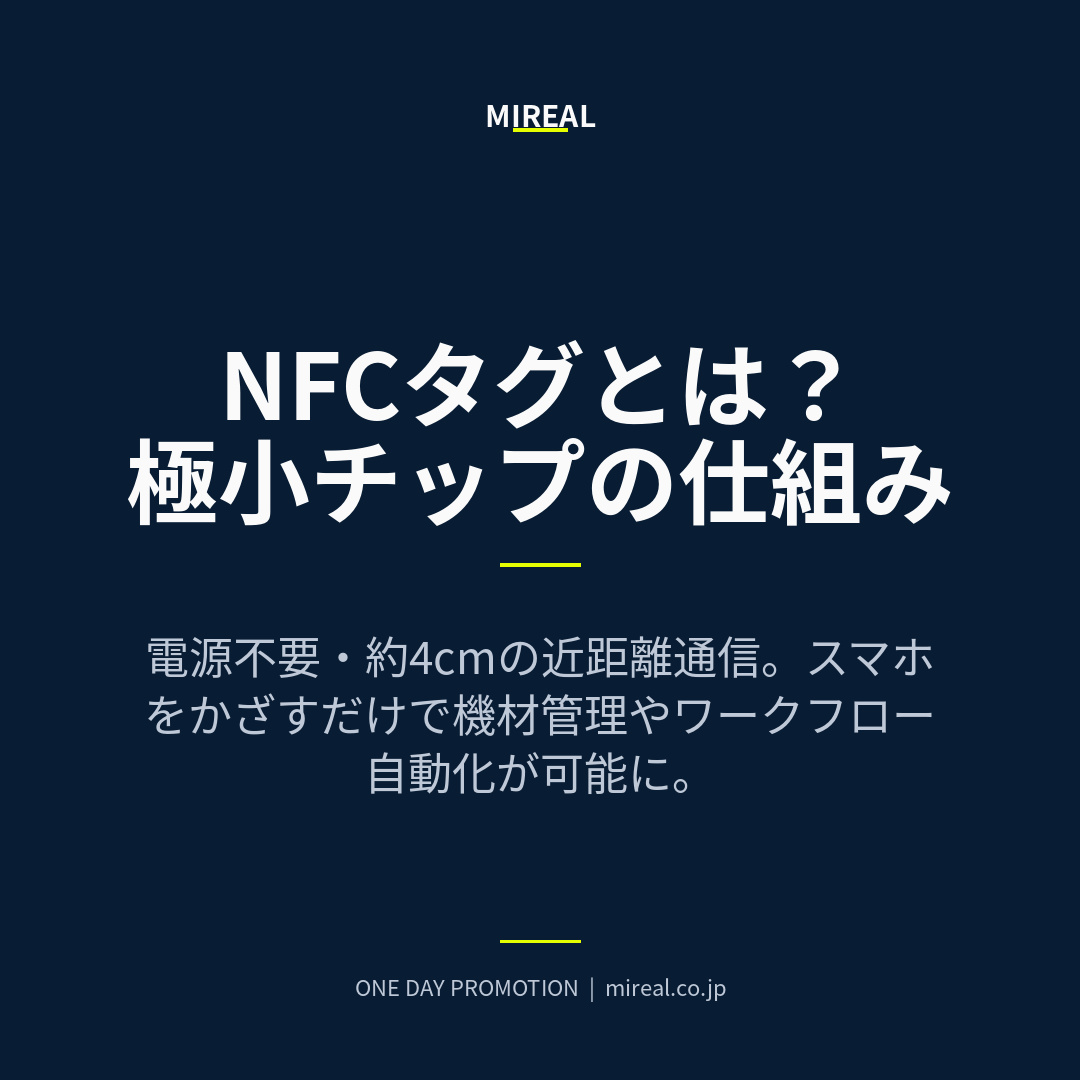 MIREAL
NFCタグとは？
極小チップの仕組み
電源不要・約4cmの近距離通信。スマホ
をかざすだけで機材管理やワークフロー
自動化が可能に。
ONE DAY PROMOTION｜mireal.co.jp